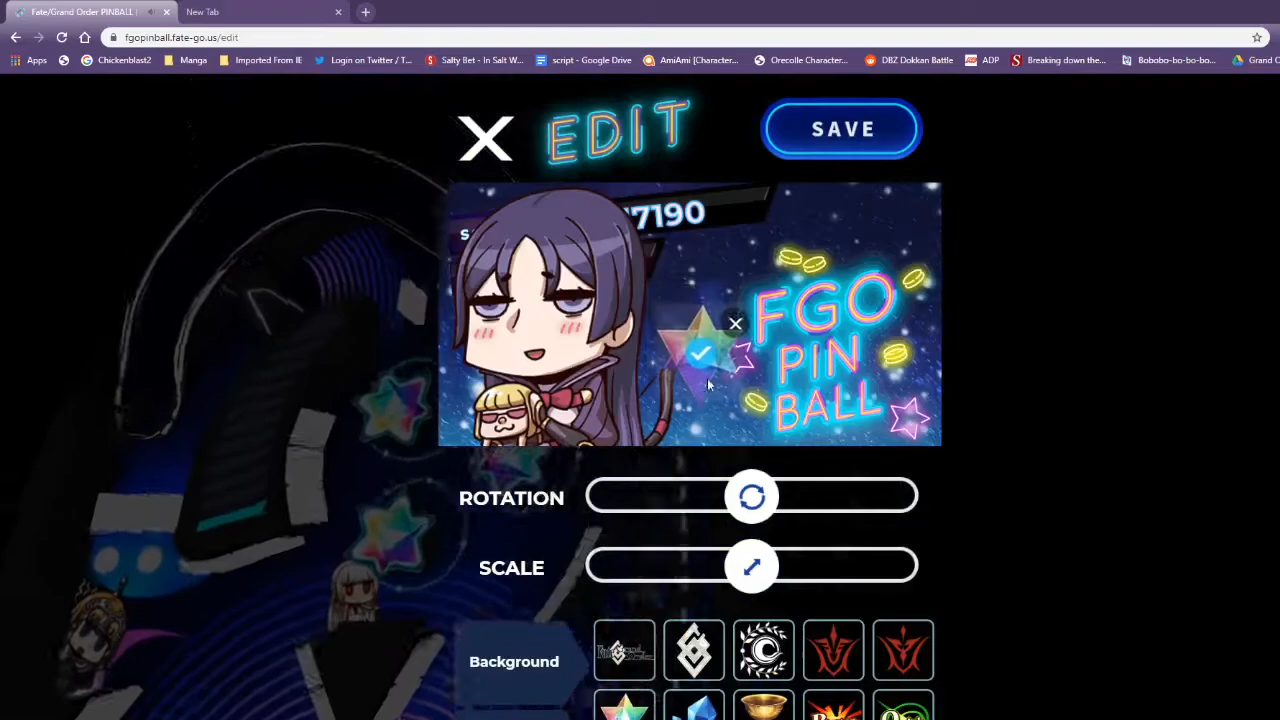 Fate/Grand Order PINBALL
New Tab
fgopinball.fate-go.us/edit
Apps
Chickenblast2
Manga
Imported From IE
Login on Twitter / T...
Salty Bet - In Salt W...
script - Google Drive
AmiAmi [Character...
Orecolle Character...
DBZ Dokkan Battle
ADP
Breaking down the...
Bobobo-bo-bo-bo...
Grand O
EDIT
SAVE
7190
S
FGO
PIN
BALL
ROTATION
SCALE
Background